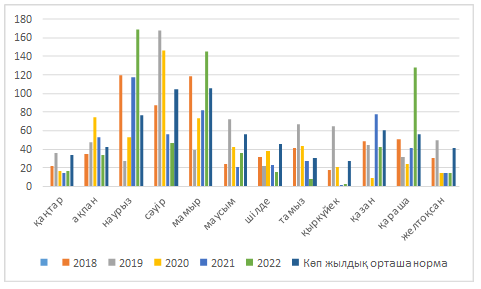 180
160
140
120
100
80
60
40
20
0
қаңтар
ақпан
наурыз
сәуір
мамыр
маусым
шілде
тамыз
қыркүйек
қазан
қараша
желтоқсан
2018 2019 2020 2021 2022 Көп жылдық орташа норма